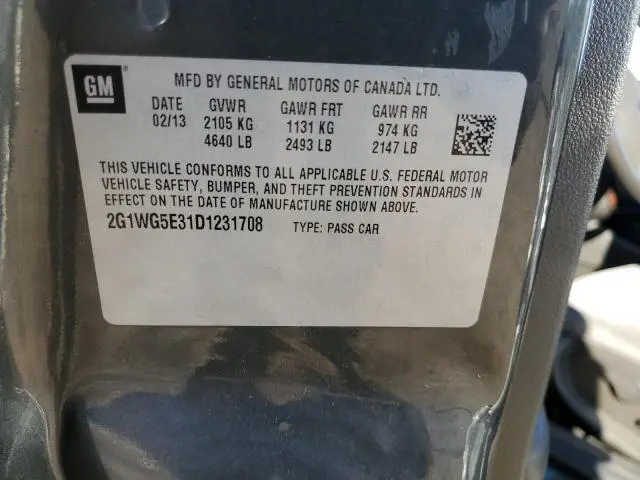 GM
MFD BY GENERAL MOTORS OF CANADA LTD.
DATE GVWR GAWR FRT GAWR RR
02/13 2105 KG 1131 KG 974 KG
4640 LB 2493 LB 2147 LB
THIS VEHICLE CONFORMS TO ALL APPLICABLE U.S. FEDERAL MOTOR
VEHICLE SAFETY, BUMPER, AND THEFT PREVENTION STANDARDS IN
EFFECT ON THE DATE OF MANUFACTURE SHOWN ABOVE.
2G1WG5E31D1231708 TYPE: PASS CAR